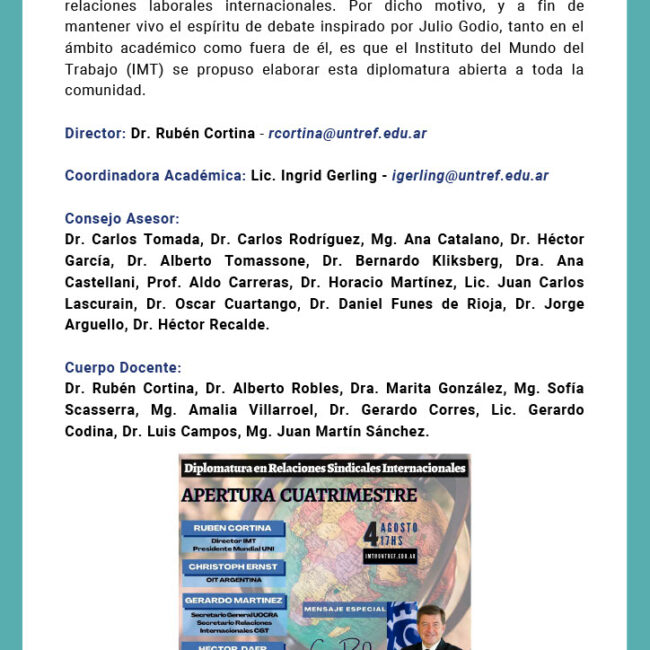 relaciones laborales internacionales. Por dicho motivo, y a fin de
mantener vivo el espíritu de debate inspirado por Julio Godio, tanto en el
ámbito académico como fuera de él, es que el Instituto del Mundo del
Trabajo (IMT) se propuso elaborar esta diplomatura abierta a toda la
comunidad.
Director: Dr. Rubén Cortina - rcortina@untref.edu.ar
Coordinadora Académica: Lic. Ingrid Gerling - igerling@untref.edu.ar
Consejo Asesor:
Dr. Carlos Tomada, Dr. Carlos Rodríguez, Mg. Ana Catalano, Dr. Héctor
García, Dr. Alberto Tomassone, Dr. Bernardo Kliksberg, Dra. Ana
Castellani, Prof. Aldo Carreras, Dr. Horacio Martínez, Lic. Juan Carlos
Lascurain, Dr. Oscar Cuartango, Dr. Daniel Funes de Rioja, Dr. Jorge
Arguello, Dr. Héctor Recalde.
Cuerpo Docente:
Dr. Rubén Cortina, Dr. Alberto Robles, Dra. Marita González, Mg. Sofía
Scasserra, Mg. Amalia Villarroel, Dr. Gerardo Corres, Lic. Gerardo
Codina, Dr. Luis Campos, Mg. Juan Martín Sánchez.
Diplomatura en Relaciones Sindicales Internacionales
APERTURA CUATRIMESTRE
4 AGOSTO
17HS
IMT@UNTREF.EDU.AR
RUBEN CORTINA
Director IMT
Presidente Mundial UNI
CHRISTOPH ERNST
OIT ARGENTINA
GERARDO MARTINEZ
Secretario General UOCRA
Secretario Relaciones
Internacionales CGT
MENSAJE ESPECIAL
HECTOR DAER